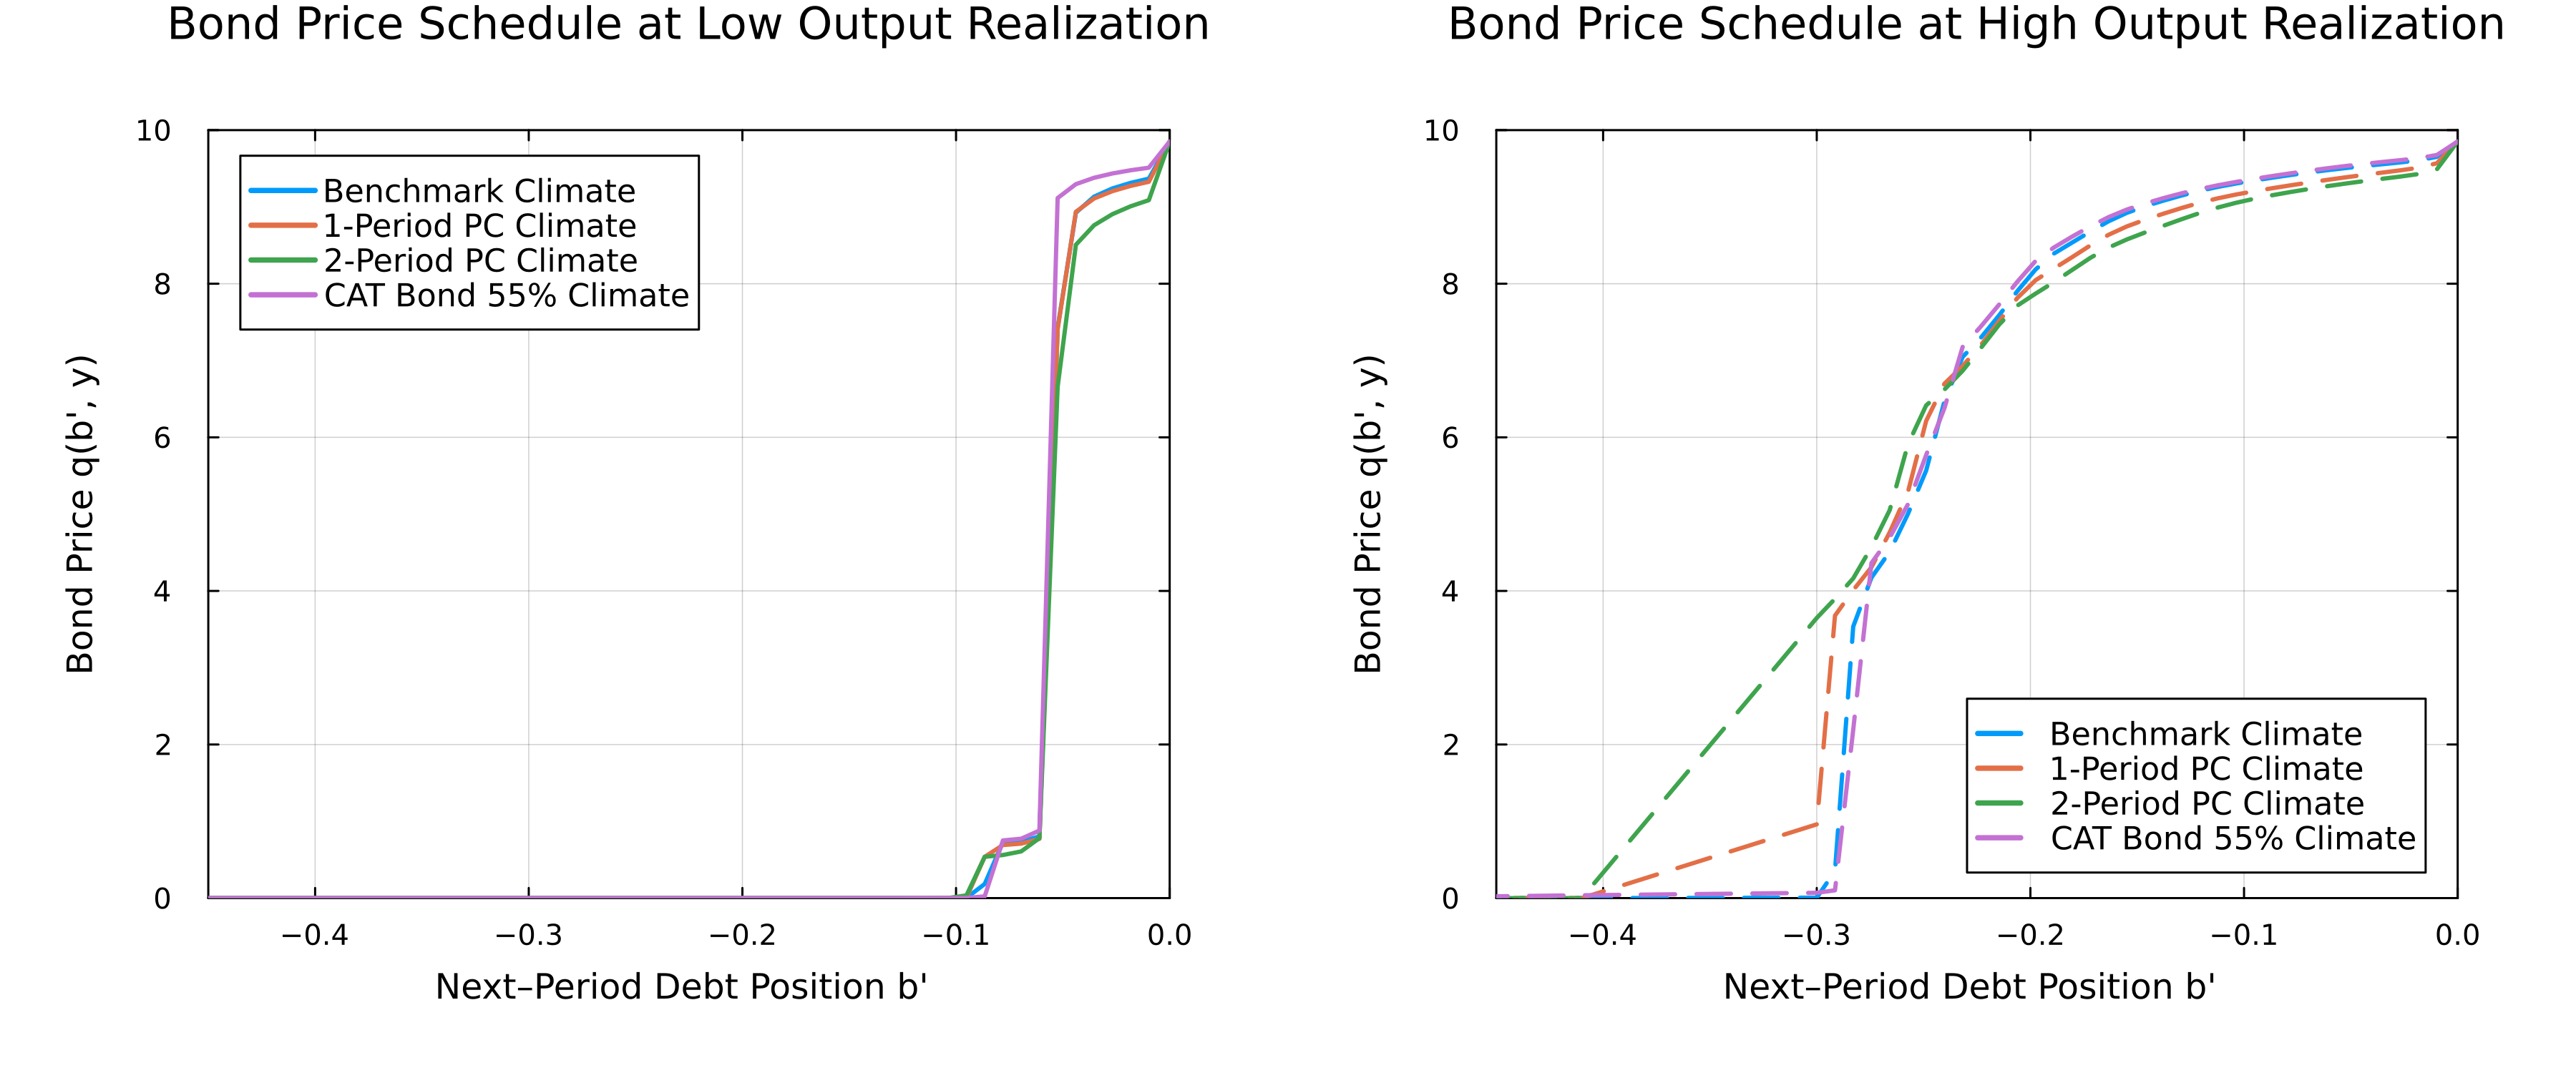 Bond Price Schedule at Low Output Realization
10
8
6
4
2
0
Bond Price q(b', y)
Benchmark Climate
1-Period PC Climate
2-Period PC Climate
CAT Bond 55% Climate
−0.4
−0.3
−0.2
−0.1
0.0
Next–Period Debt Position b'
Bond Price Schedule at High Output Realization
10
8
6
4
2
0
Bond Price q(b', y)
Benchmark Climate
1-Period PC Climate
2-Period PC Climate
CAT Bond 55% Climate
−0.4
−0.3
−0.2
−0.1
0.0
Next–Period Debt Position b'